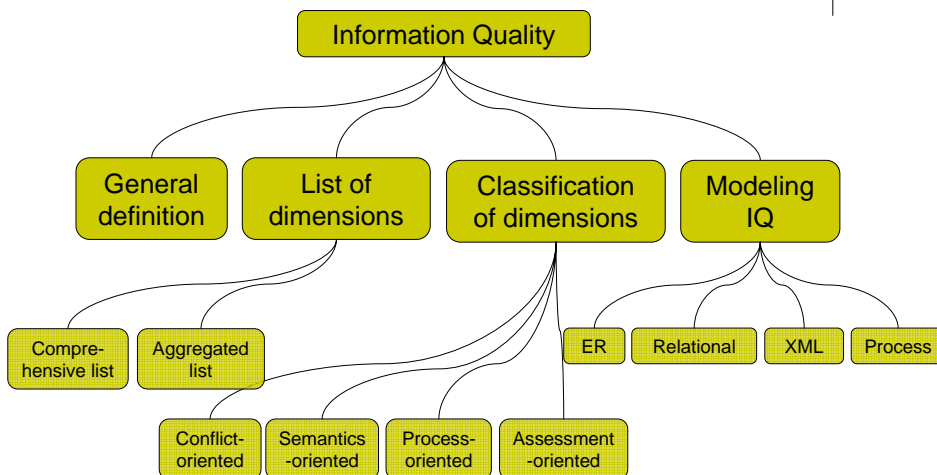 Information Quality
General
definition
List of
dimensions
Classification
of dimensions
Modeling
IQ
Compre-
hensive list
Aggregated
list
ER
Relational
XML
Process
Conflict-
oriented
Semantics
-oriented
Process-
oriented
Assessment
-oriented